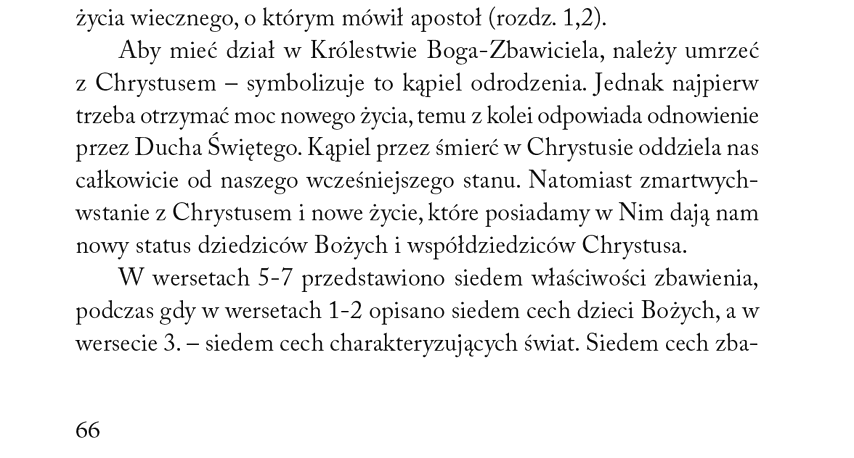 życia wiecznego, o którym mówił apostoł (rozdz. 1,2).
Aby mieć dział w Królestwie Boga-Zbawiciela, należy umrzeć
z Chrystusem – symbolizuje to kąpiel odrodzenia. Jednak najpierw
trzeba otrzymać moc nowego życia, temu z kolei odpowiada odnowienie
przez Ducha Świętego. Kąpiel przez śmierć w Chrystusie oddziela nas
całkowicie od naszego wcześniejszego stanu. Natomiast zmartwych-
wstanie z Chrystusem i nowe życie, które posiadamy w Nim dają nam
nowy status dziedziców Bożych i współdziedziców Chrystusa.
W wersetach 5-7 przedstawiono siedem właściwości zbawienia,
podczas gdy w wersetach 1-2 opisano siedem cech dzieci Bożych, a w
wersecie 3. – siedem cech charakteryzujących świat. Siedem cech zba-
66